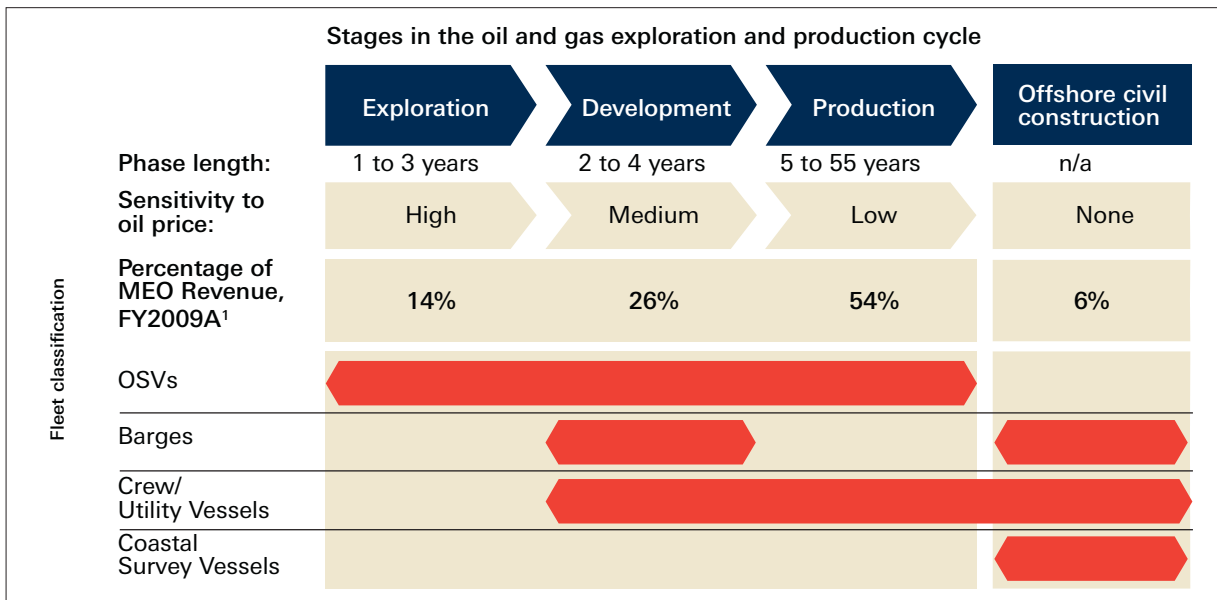 Stages in the oil and gas exploration and production cycle
Exploration
Development
Production
Offshore civil
construction
Phase length:
1 to 3 years
2 to 4 years
5 to 55 years
n/a
Sensitivity to
oil price:
High
Medium
Low
None
Percentage of
MEO Revenue,
FY2009A¹
14%
26%
54%
6%
Fleet classification
OSVs
Barges
Crew/
Utility Vessels
Coastal
Survey Vessels